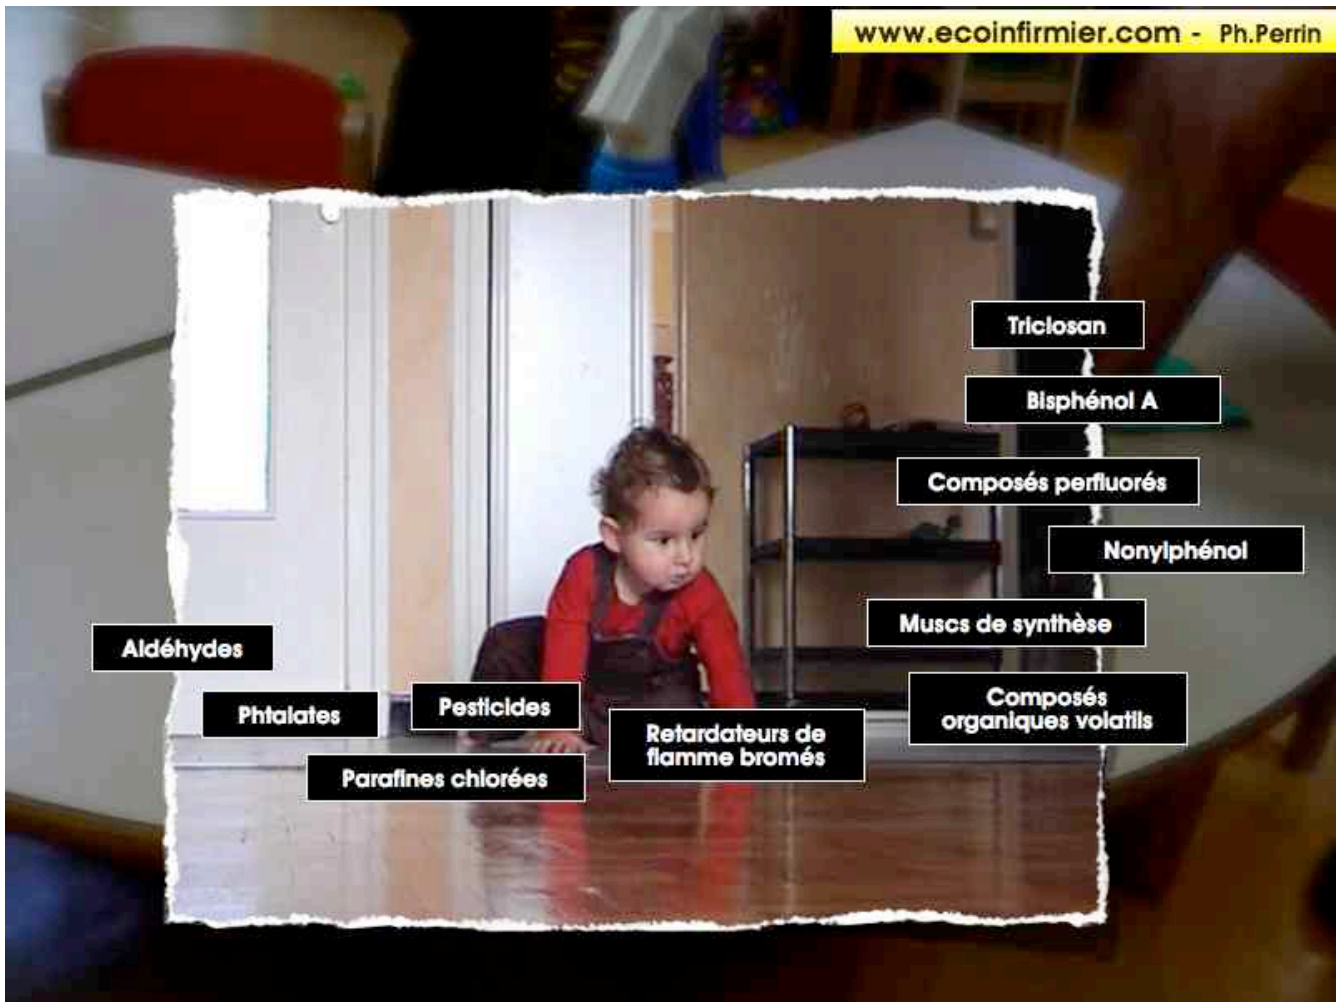 www.ecoinfirmier.com - Ph.Perrin
Triclosan
Bisphénol A
Composés perfluorés
Nonylphénol
Muscs de synthèse
Aldéhydes
Composés
organiques volatils
Phtalates
Pesticides
Retardateurs de
flamme bromés
Parafines chlorées